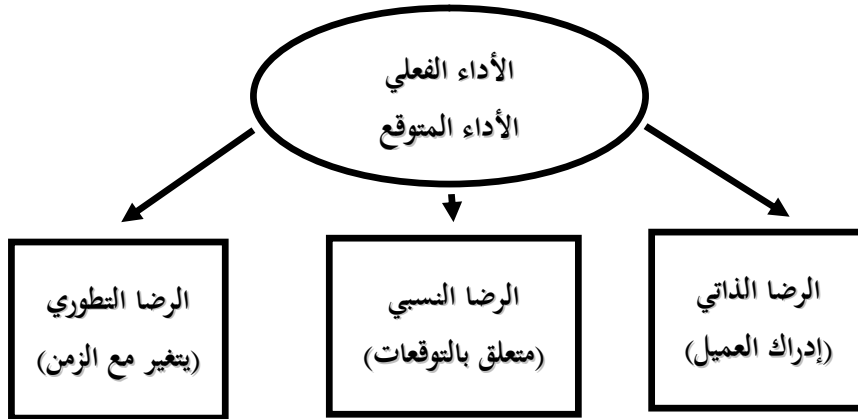 الأداء الفعلي
الأداء المتوقع
الرضا الذاتي
(إدراك العميل)
الرضا النسبي
(متعلق بالتوقعات)
الرضا التطوري
(يتغير مع الزمن)